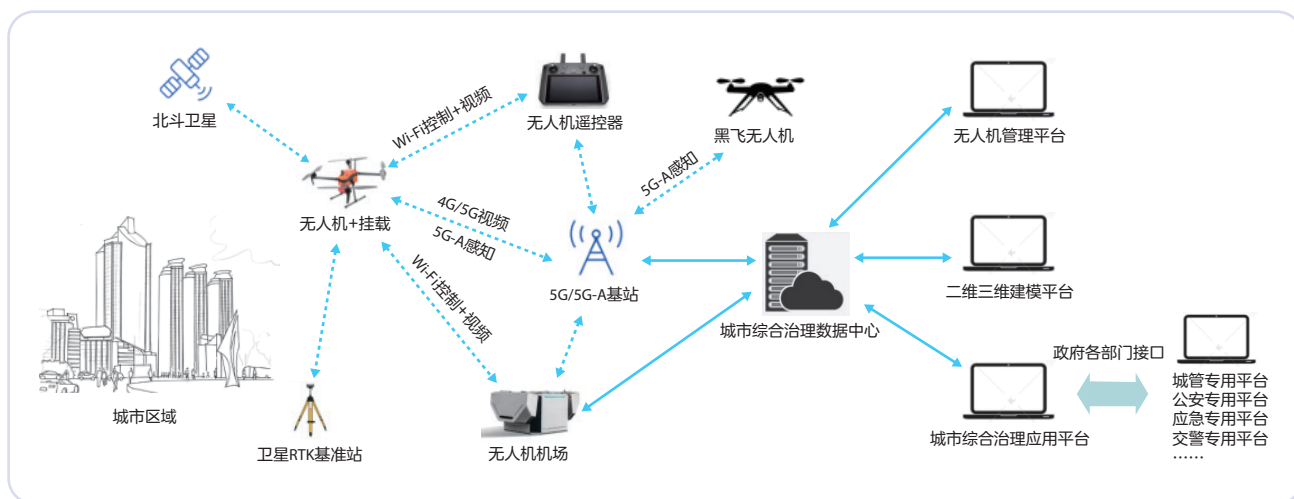 北斗卫星
Wi-Fi控制+视频
无人机遥控器
黑飞无人机
无人机管理平台
5G-A感知
无人机+挂载
4G/5G视频
5G-A感知
Wi-Fi控制+视频
5G/5G-A基站
城市综合治理数据中心
二维三维建模平台
政府各部门接口
城管专用平台
公安专用平台
应急专用平台
交警专用平台
……
城市区域
卫星RTK基准站
无人机机场
城市综合治理应用平台